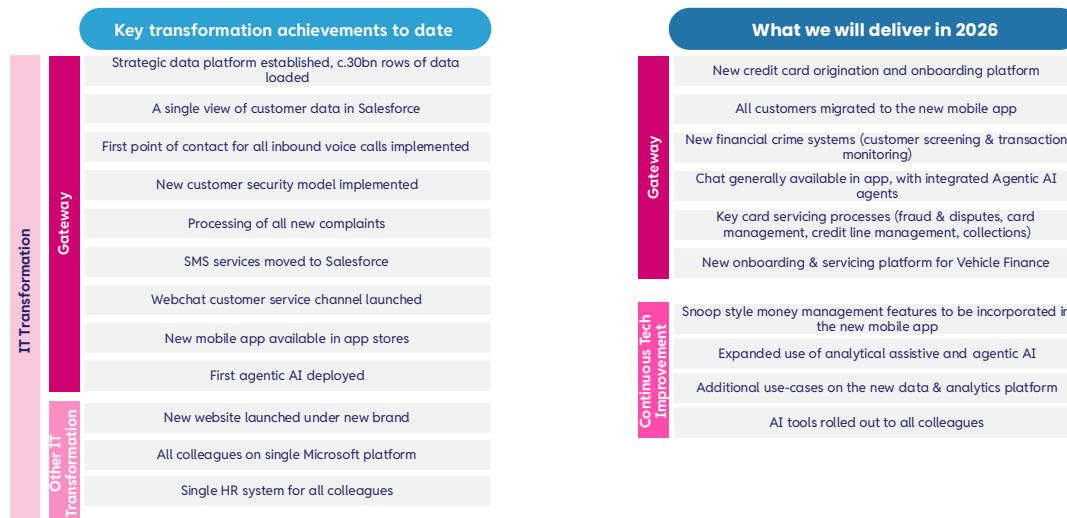 Key transformation achievements to date
IT Transformation
Gateway
Strategic data platform established, c.30bn rows of data
loaded
A single view of customer data in Salesforce
First point of contact for all inbound voice calls implemented
New customer security model implemented
Processing of all new complaints
SMS services moved to Salesforce
Webchat customer service channel launched
New mobile app available in app stores
First agentic AI deployed
Other IT
Transformation
New website launched under new brand
All colleagues on single Microsoft platform
Single HR system for all colleagues
What we will deliver in 2026
Gateway
New credit card origination and onboarding platform
All customers migrated to the new mobile app
New financial crime systems (customer screening & transaction
monitoring)
Chat generally available in app, with integrated Agentic AI
agents
Key card servicing processes (fraud & disputes, card
management, credit line management, collections)
New onboarding & servicing platform for Vehicle Finance
Continuous Tech
Improvement
Snoop style money management features to be incorporated in
the new mobile app
Expanded use of analytical assistive and agentic AI
Additional use-cases on the new data & analytics platform
AI tools rolled out to all colleagues